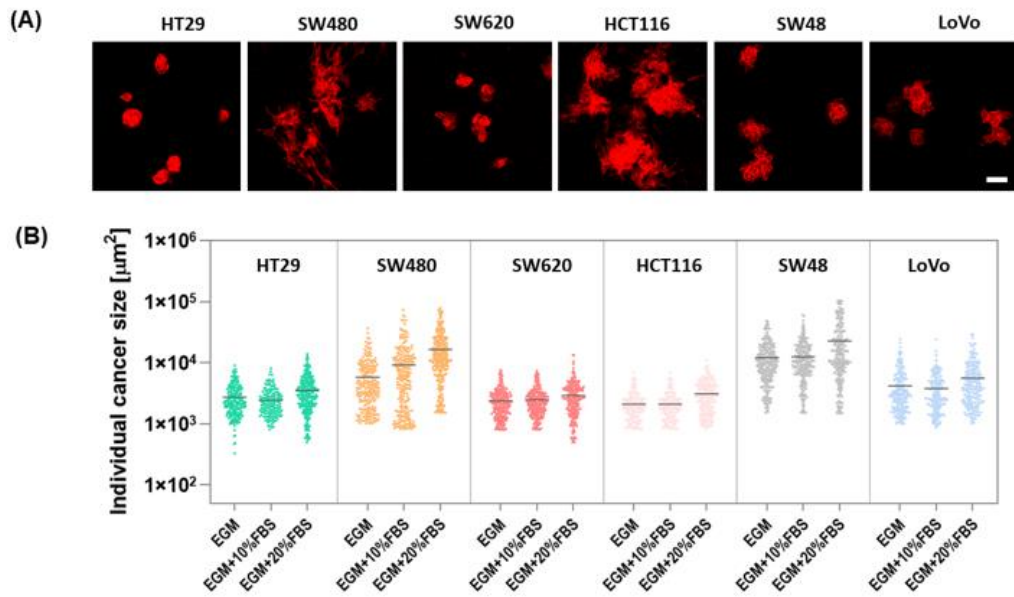 (A)
HT29 SW480 SW620 HCT116 SW48 LoVo
(B)
Individual cancer size [μm²]
1×10⁶
1×10⁵
1×10⁴
1×10³
1×10²
HT29 SW480 SW620 HCT116 SW48 LoVo
EGM
EGM+10%FBS
EGM+20%FBS
EGM
EGM+10%FBS
EGM+20%FBS
EGM
EGM+10%FBS
EGM+20%FBS
EGM
EGM+10%FBS
EGM+20%FBS
EGM
EGM+10%FBS
EGM+20%FBS
EGM
EGM+10%FBS
EGM+20%FBS